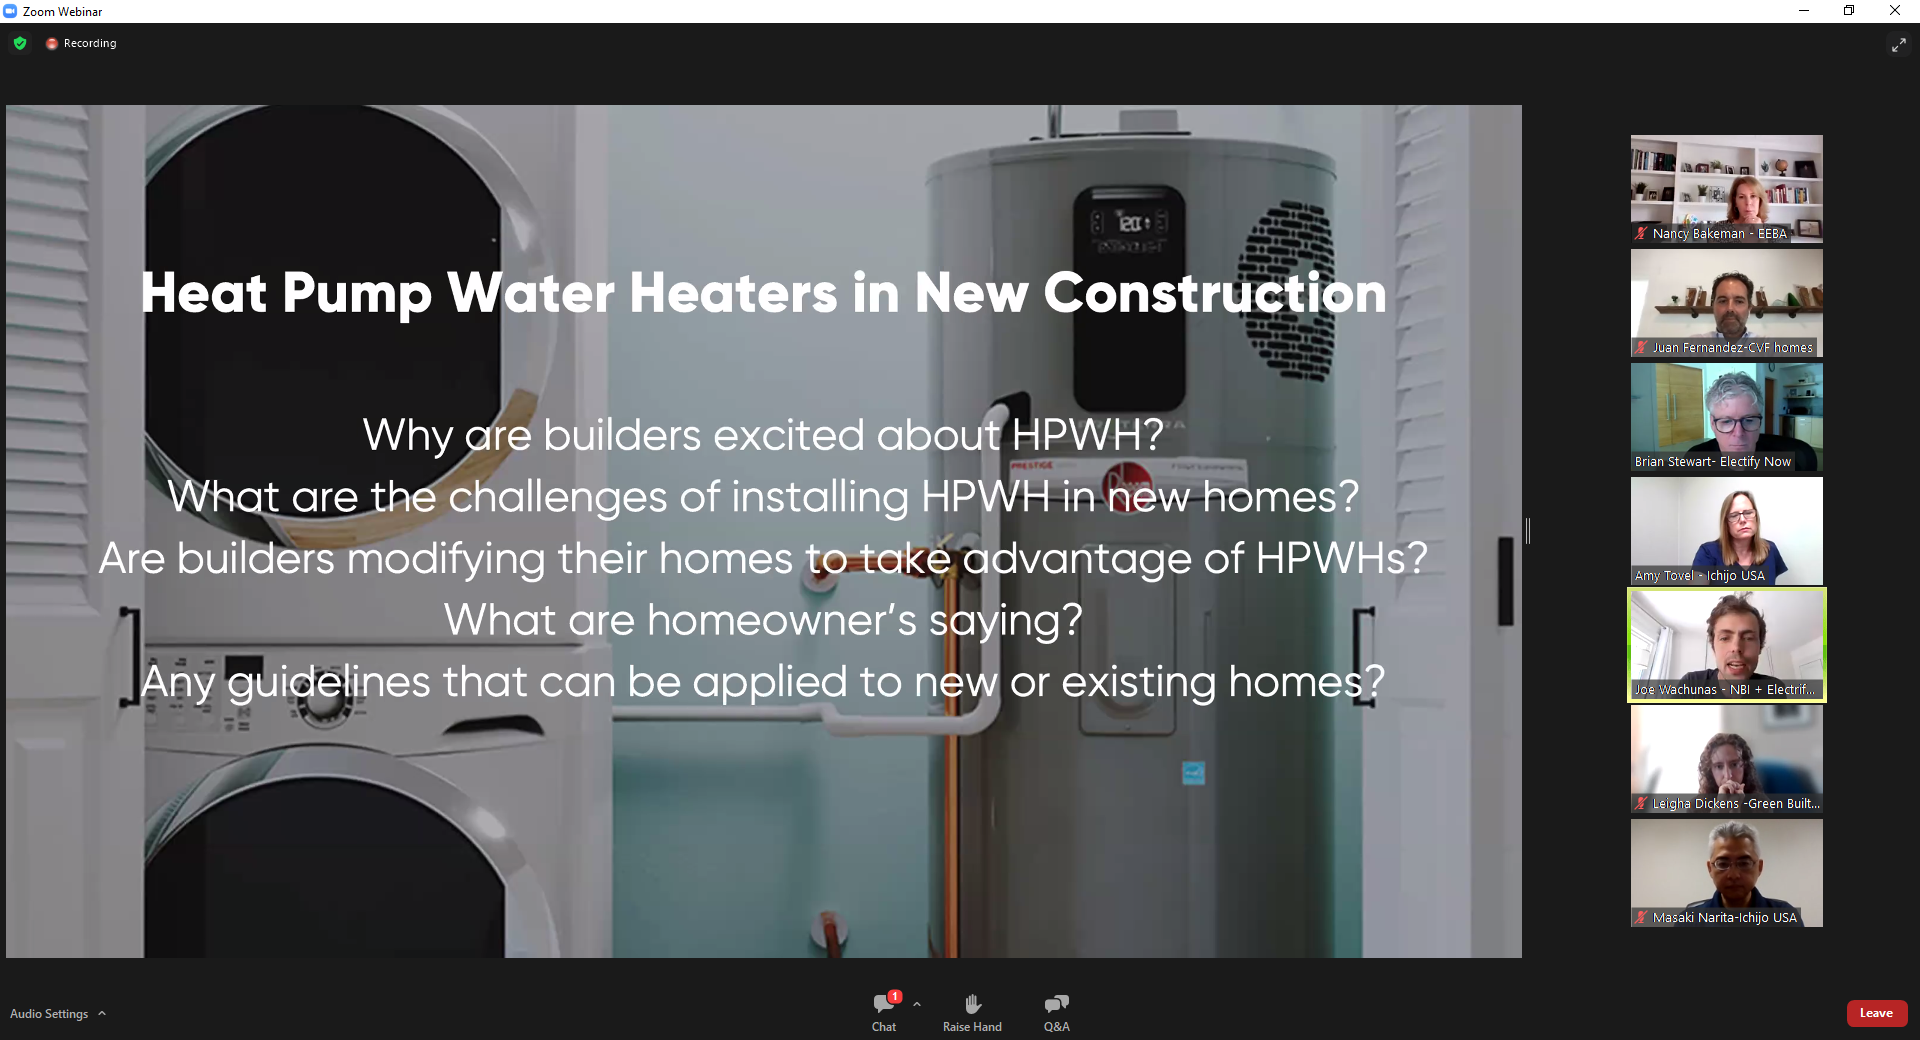 Zoom Webinar
Recording
Heat Pump Water Heaters in New Construction
Why are builders excited about HPWH?
What are the challenges of installing HPWH in new homes?
Are builders modifying their homes to take advantage of HPWHs?
What are homeowner’s saying?
Any guidelines that can be applied to new or existing homes?
120
PRESTIGE
Nancy Bakeman - EEBA
Juan Fernandez-CVF homes
Brian Stewart- Electify Now
Amy Tovel - Ichijo USA
Joe Wachunas - NBI + Electrif...
Leigha Dickens -Green Built...
Masaki Narita-Ichijo USA
Audio Settings
1
Chat
Raise Hand
Q&A
Leave